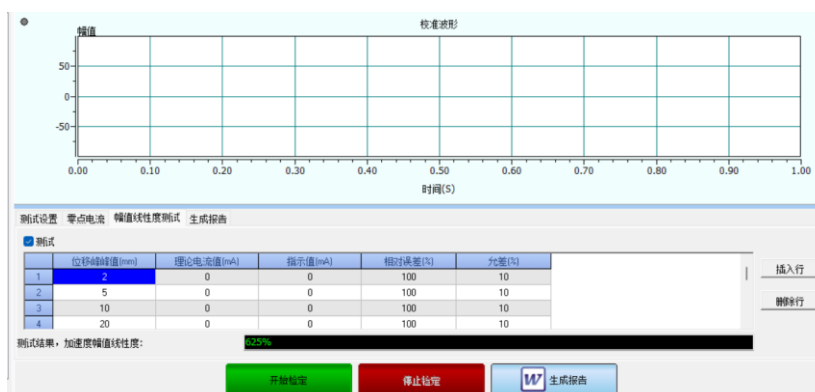 校准波形
幅值
50
0
-50
0.00 0.10 0.20 0.30 0.40 0.50 0.60 0.70 0.80 0.90 1.00
时间(S)
测试设置 零点电流 幅值线性度测试 生成报告
测试
位移峰峰值(mm) 理论电流值(mA) 指示值(mA) 相对误差(%) 允差(%)
1 2 0 0 100 10
2 5 0 0 100 10
3 10 0 0 100 10
4 20 0 0 100 10
插入行
删除行
测试结果，加速度幅值线性度： 625%
开始检定 停止检定 W 生成报告